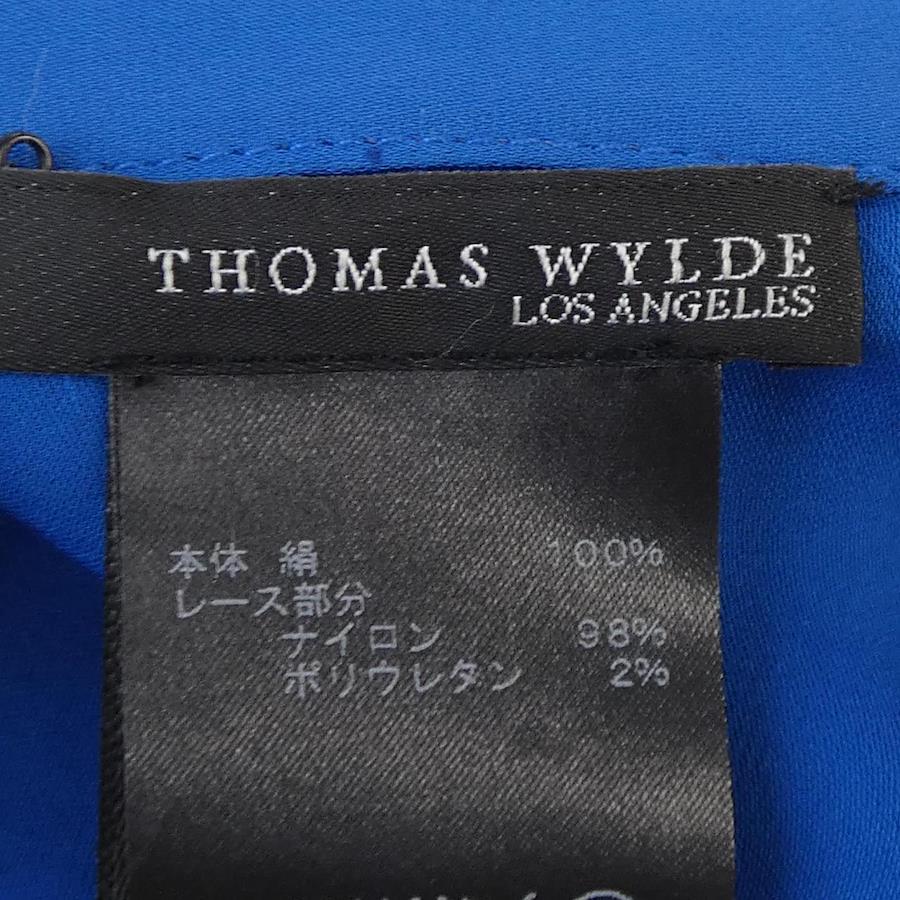 THOMAS WYLDE
LOS ANGELES
本体 絹 100%
レース部分
ナイロン 98%
ポリウレタン 2%